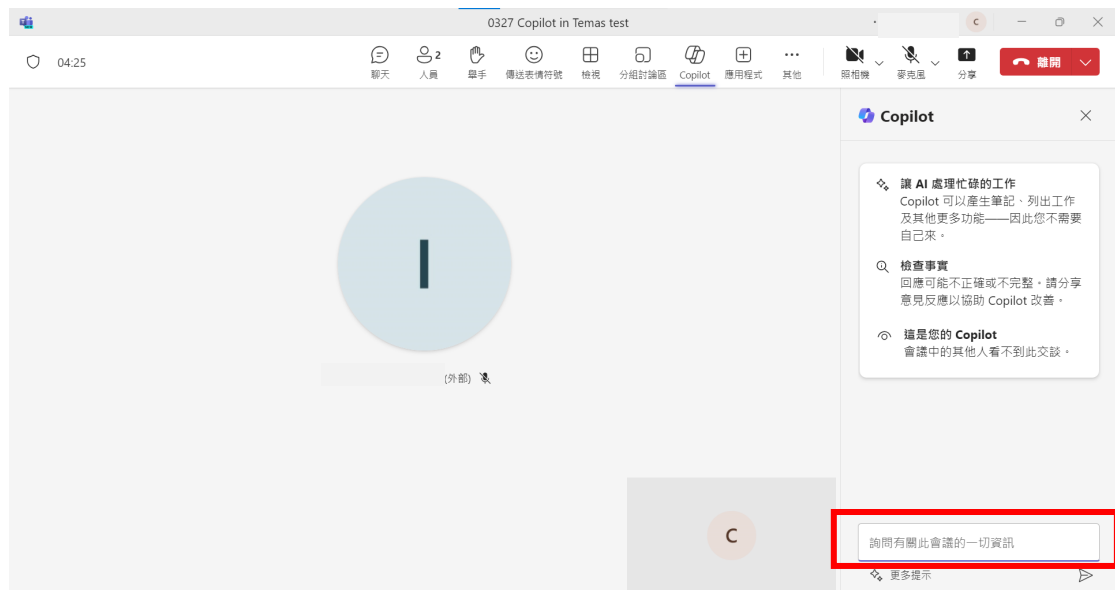 0327 Copilot in Temas test
C
04:25
2
聊天
人員
舉手
傳送表情符號
檢視
分組討論區
Copilot
應用程式
其他
照相機
麥克風
分享
離開
Copilot
讓 AI 處理忙碌的工作
Copilot 可以產生筆記、列出工作
及其他更多功能——因此您不需要
自己來。
檢查事實
回應可能不正確或不完整。請分享
意見反應以協助 Copilot 改善。
這是您的 Copilot
會議中的其他人看不到此交談。
I
(外部)
C
詢問有關此會議的一切資訊
更多提示